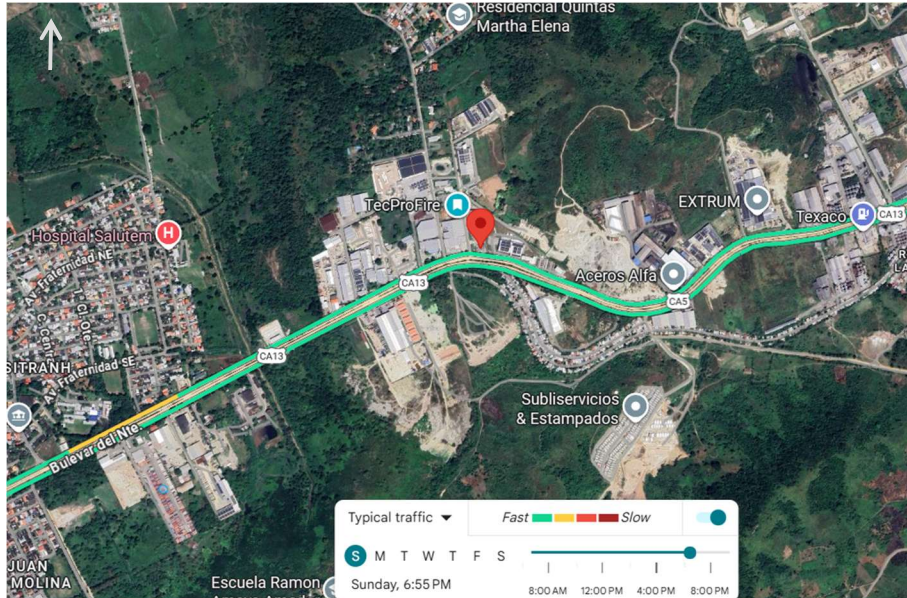 Residencial Quintas
Martha Elena
TecProFire
EXTRUM
Texaco
CA13
Hospital Salutem
H
Av. Fraternidad NE
Aceros Alfa
CA13
CA5
CA13
SITRANH
Av. Fraternidad SE
Bulevar del Nte.
Subliservicios
& Estampados
JUAN
MOLINA
Escuela Ramon
Typical traffic
Fast
Slow
S M T W T F S
Sunday, 6:55 PM
8:00 AM 12:00 PM 4:00 PM 8:00 PM